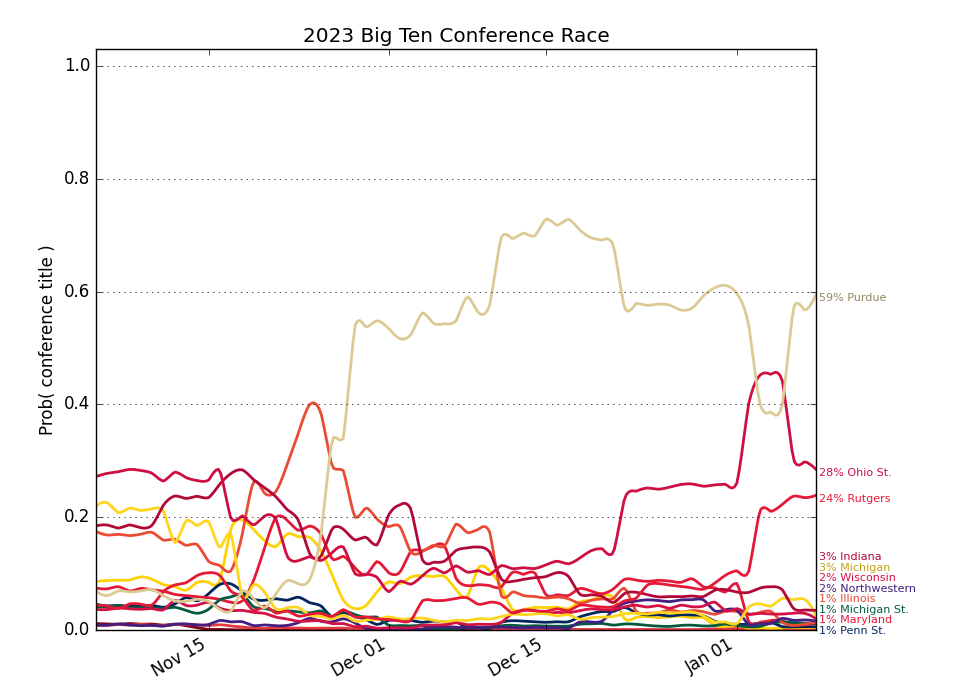 2023 Big Ten Conference Race
Prob( conference title )
1.0
0.8
0.6
0.4
0.2
0.0
Nov 15
Dec 01
Dec 15
Jan 01
59% Purdue
28% Ohio St.
24% Rutgers
3% Indiana
3% Michigan
2% Wisconsin
2% Northwestern
1% Illinois
1% Michigan St.
1% Maryland
1% Penn St.